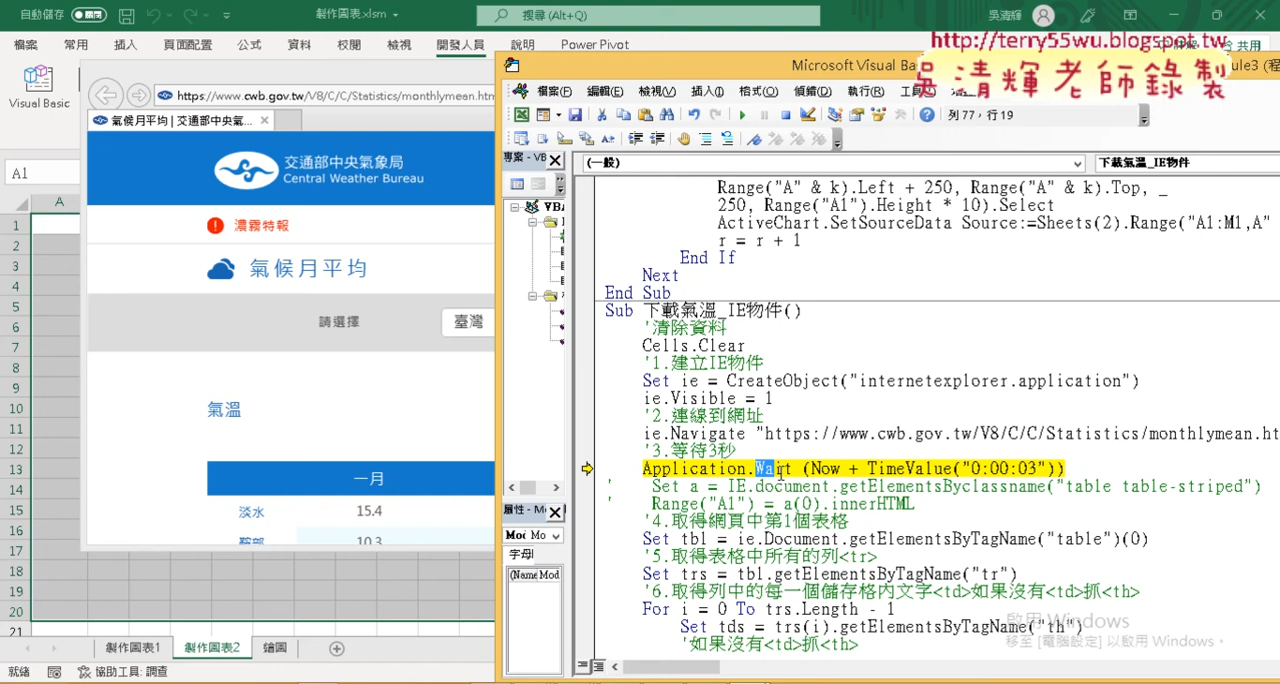 自動儲存
製作圖表.xlsm
搜尋 (Alt+Q)
吳清輝
檔案
常用
插入
頁面配置
公式
資料
校閱
檢視
開發人員
說明
Power Pivot
共用
http://terry55wu.blogspot.tw
吳清輝老師錄製
Visual Basic
https://www.cwb.gov.tw/V8/C/C/Statistics/monthlymean.htm
氣候月平均 | 交通部中央氣...
交通部中央氣象局
Central Weather Bureau
濃霧特報
氣候月平均
請選擇
臺灣
氣溫
一月
淡水
15.4
鞍部
10.3
A1
A
1
2
3
4
5
6
7
8
9
10
11
12
13
14
15
16
17
18
19
20
21
製作圖表1
製作圖表2
繪圖
就緒
協助工具: 調查
Microsoft Visual Bas
檔案(F)
編輯(E)
檢視(V)
插入(I)
格式(O)
偵錯(D)
執行(R)
列 77，行 19
專案 - VB
(一般)
下載氣溫_IE物件
Range("A" & k).Left + 250, Range("A" & k).Top, _
250, Range("A1").Height * 10).Select
ActiveChart.SetSourceData Source:=Sheets(2).Range("A1:M1,A"
r = r + 1
End If
Next
End Sub
Sub 下載氣溫_IE物件()
'清除資料
Cells.Clear
'1.建立IE物件
Set ie = CreateObject("internetexplorer.application")
ie.Visible = 1
'2.連線到網址
ie.Navigate "https://www.cwb.gov.tw/V8/C/C/Statistics/monthlymean.ht
'3.等待3秒
Application.Wait (Now + TimeValue("0:00:03"))
' Set a = IE.document.getElementsByclassname("table table-striped")
' Range("A1") = a(0).innerHTML
'4.取得網頁中第1個表格
Set tbl = ie.Document.getElementsByTagName("table")(0)
'5.取得表格中所有的列<tr>
Set trs = tbl.getElementsByTagName("tr")
'6.取得列中的每一個儲存格內文字<td>如果沒有<td>抓<th>
For i = 0 To trs.Length - 1
Set tds = trs(i).getElementsByTagName("th")
'如果沒有<td>抓<th>
屬性 - M
Mo Mo
字母
(Name Mod
啟用 Windows
移至 [電腦設定] 以啟用 Windows。